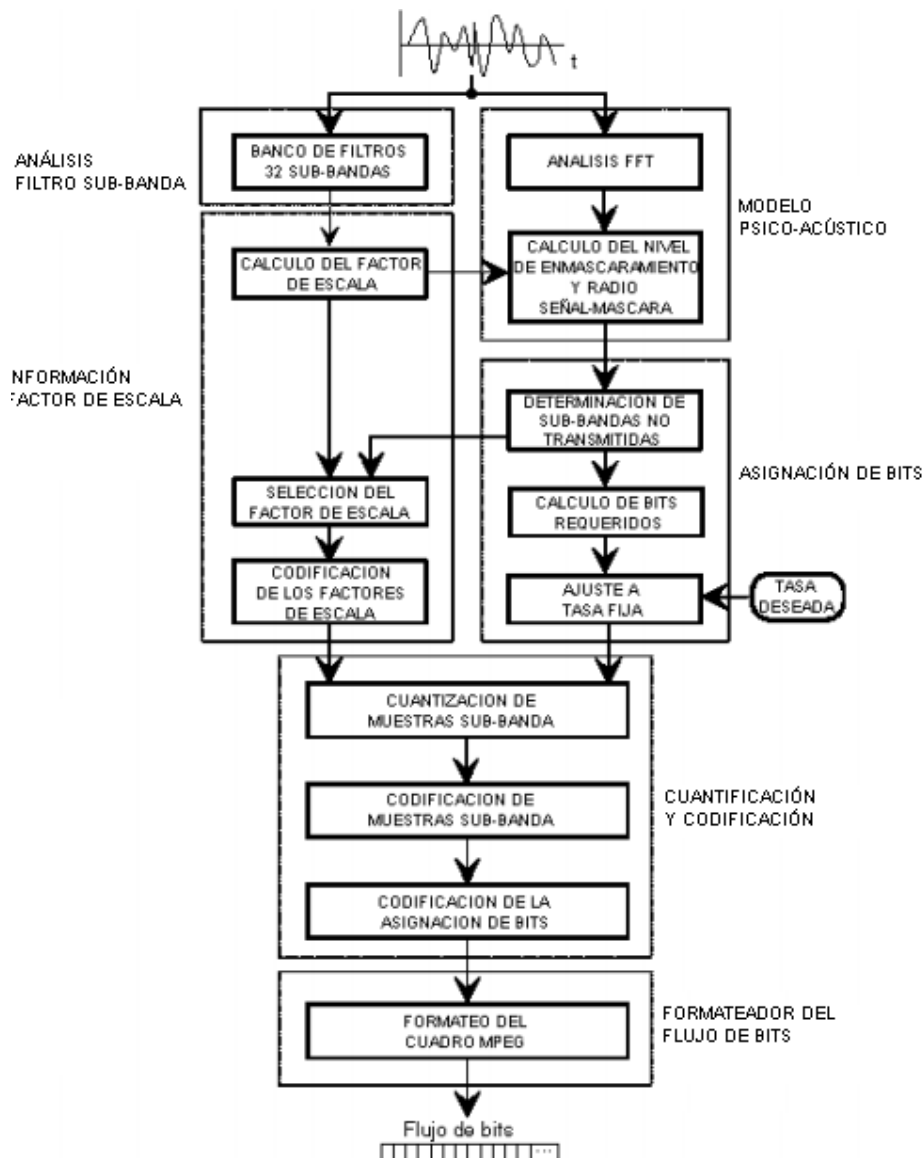 t
ANÁLISIS
FILTRO SUB-BANDA
BANCO DE FILTROS
32 SUB-BANDAS
ANALISIS FFT
MODELO
PSICO-ACÚSTICO
CALCULO DEL FACTOR
DE ESCALA
CALCULO DEL NIVEL
DE ENMASCARAMIENTO
Y RADIO
SEÑAL-MASCARA
NFORMACIÓN
FACTOR DE ESCALA
DETERMINACION DE
SUB-BANDAS NO
TRANSMITIDAS
ASIGNACIÓN DE BITS
SELECCION DEL
FACTOR DE ESCALA
CALCULO DE BITS
REQUERIDOS
CODIFICACION
DE LOS FACTORES
DE ESCALA
AJUSTE A
TASA FIJA
TASA
DESEADA
CUANTIZACION DE
MUESTRAS SUB-BANDA
CODIFICACION DE
MUESTRAS SUB-BANDA
CUANTIFICACIÓN
Y CODIFICACIÓN
CODIFICACION DE LA
ASIGNACION DE BITS
FORMATEO DEL
CUADRO MPEG
FORMATEADOR DEL
FLUJO DE BITS
Flujo de bits
...